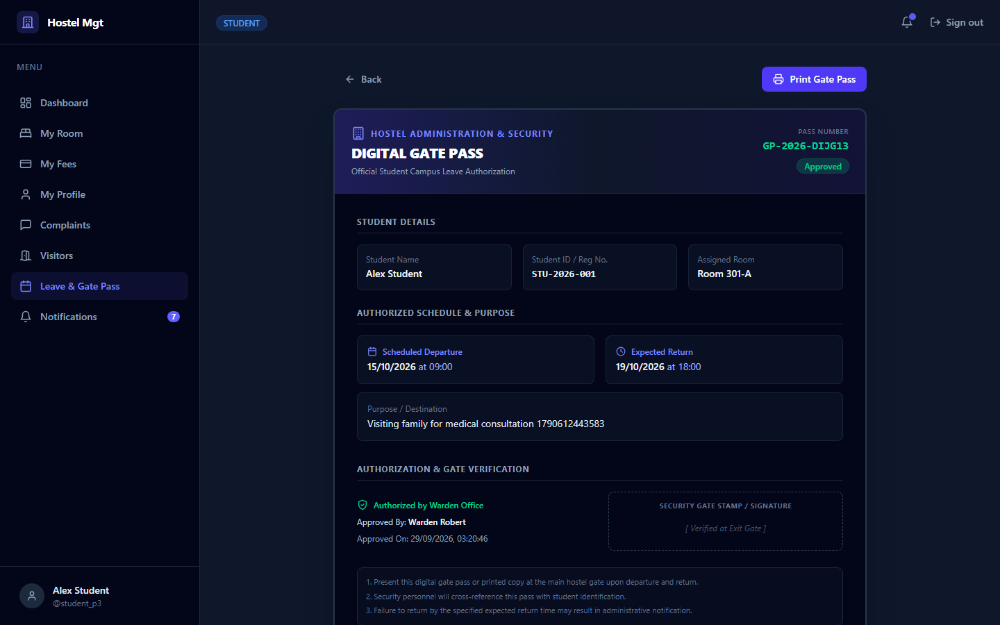 Hostel Mgt
STUDENT
Sign out
MENU
Dashboard
My Room
My Fees
My Profile
Complaints
Visitors
Leave & Gate Pass
Notifications
7
Alex Student
@student_p3
Back
Print Gate Pass
HOSTEL ADMINISTRATION & SECURITY
DIGITAL GATE PASS
Official Student Campus Leave Authorization
PASS NUMBER
GP-2026-DIJG13
Approved
STUDENT DETAILS
Student Name
Alex Student
Student ID / Reg No.
STU-2026-001
Assigned Room
Room 301-A
AUTHORIZED SCHEDULE & PURPOSE
Scheduled Departure
15/10/2026 at 09:00
Expected Return
19/10/2026 at 18:00
Purpose / Destination
Visiting family for medical consultation 1790612443583
AUTHORIZATION & GATE VERIFICATION
Authorized by Warden Office
Approved By: Warden Robert
Approved On: 29/09/2026, 03:20:46
SECURITY GATE STAMP / SIGNATURE
[ Verified at Exit Gate ]
1. Present this digital gate pass or printed copy at the main hostel gate upon departure and return.
2. Security personnel will cross-reference this pass with student identification.
3. Failure to return by the specified expected return time may result in administrative notification.